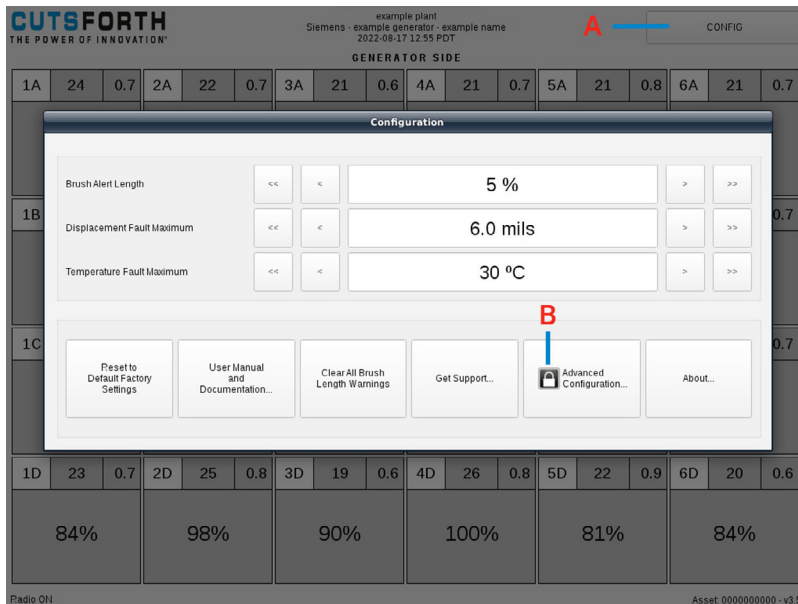 CUTSFORTH
THE POWER OF INNOVATION®
example plant
Siemens - example generator - example name
2022-08-17 12:55 PDT
A
CONFIG
GENERATOR SIDE
1A 24 0.7 2A 22 0.7 3A 21 0.6 4A 21 0.7 5A 21 0.8 6A 21 0.7
Configuration
Brush Alert Length << < 5 % > >>
1B 0.7
Displacement Fault Maximum << < 6.0 mils > >>
Temperature Fault Maximum << < 30 ºC > >>
B
1C 0.7
Reset to
Default Factory
Settings
User Manual
and
Documentation...
Clear All Brush
Length Warnings
Get Support...
Advanced
Configuration...
About...
1D 23 0.7 2D 25 0.8 3D 19 0.6 4D 26 0.8 5D 22 0.9 6D 20 0.6
84% 98% 90% 100% 81% 84%
Radio ON
Asset: 0000000000 - v3